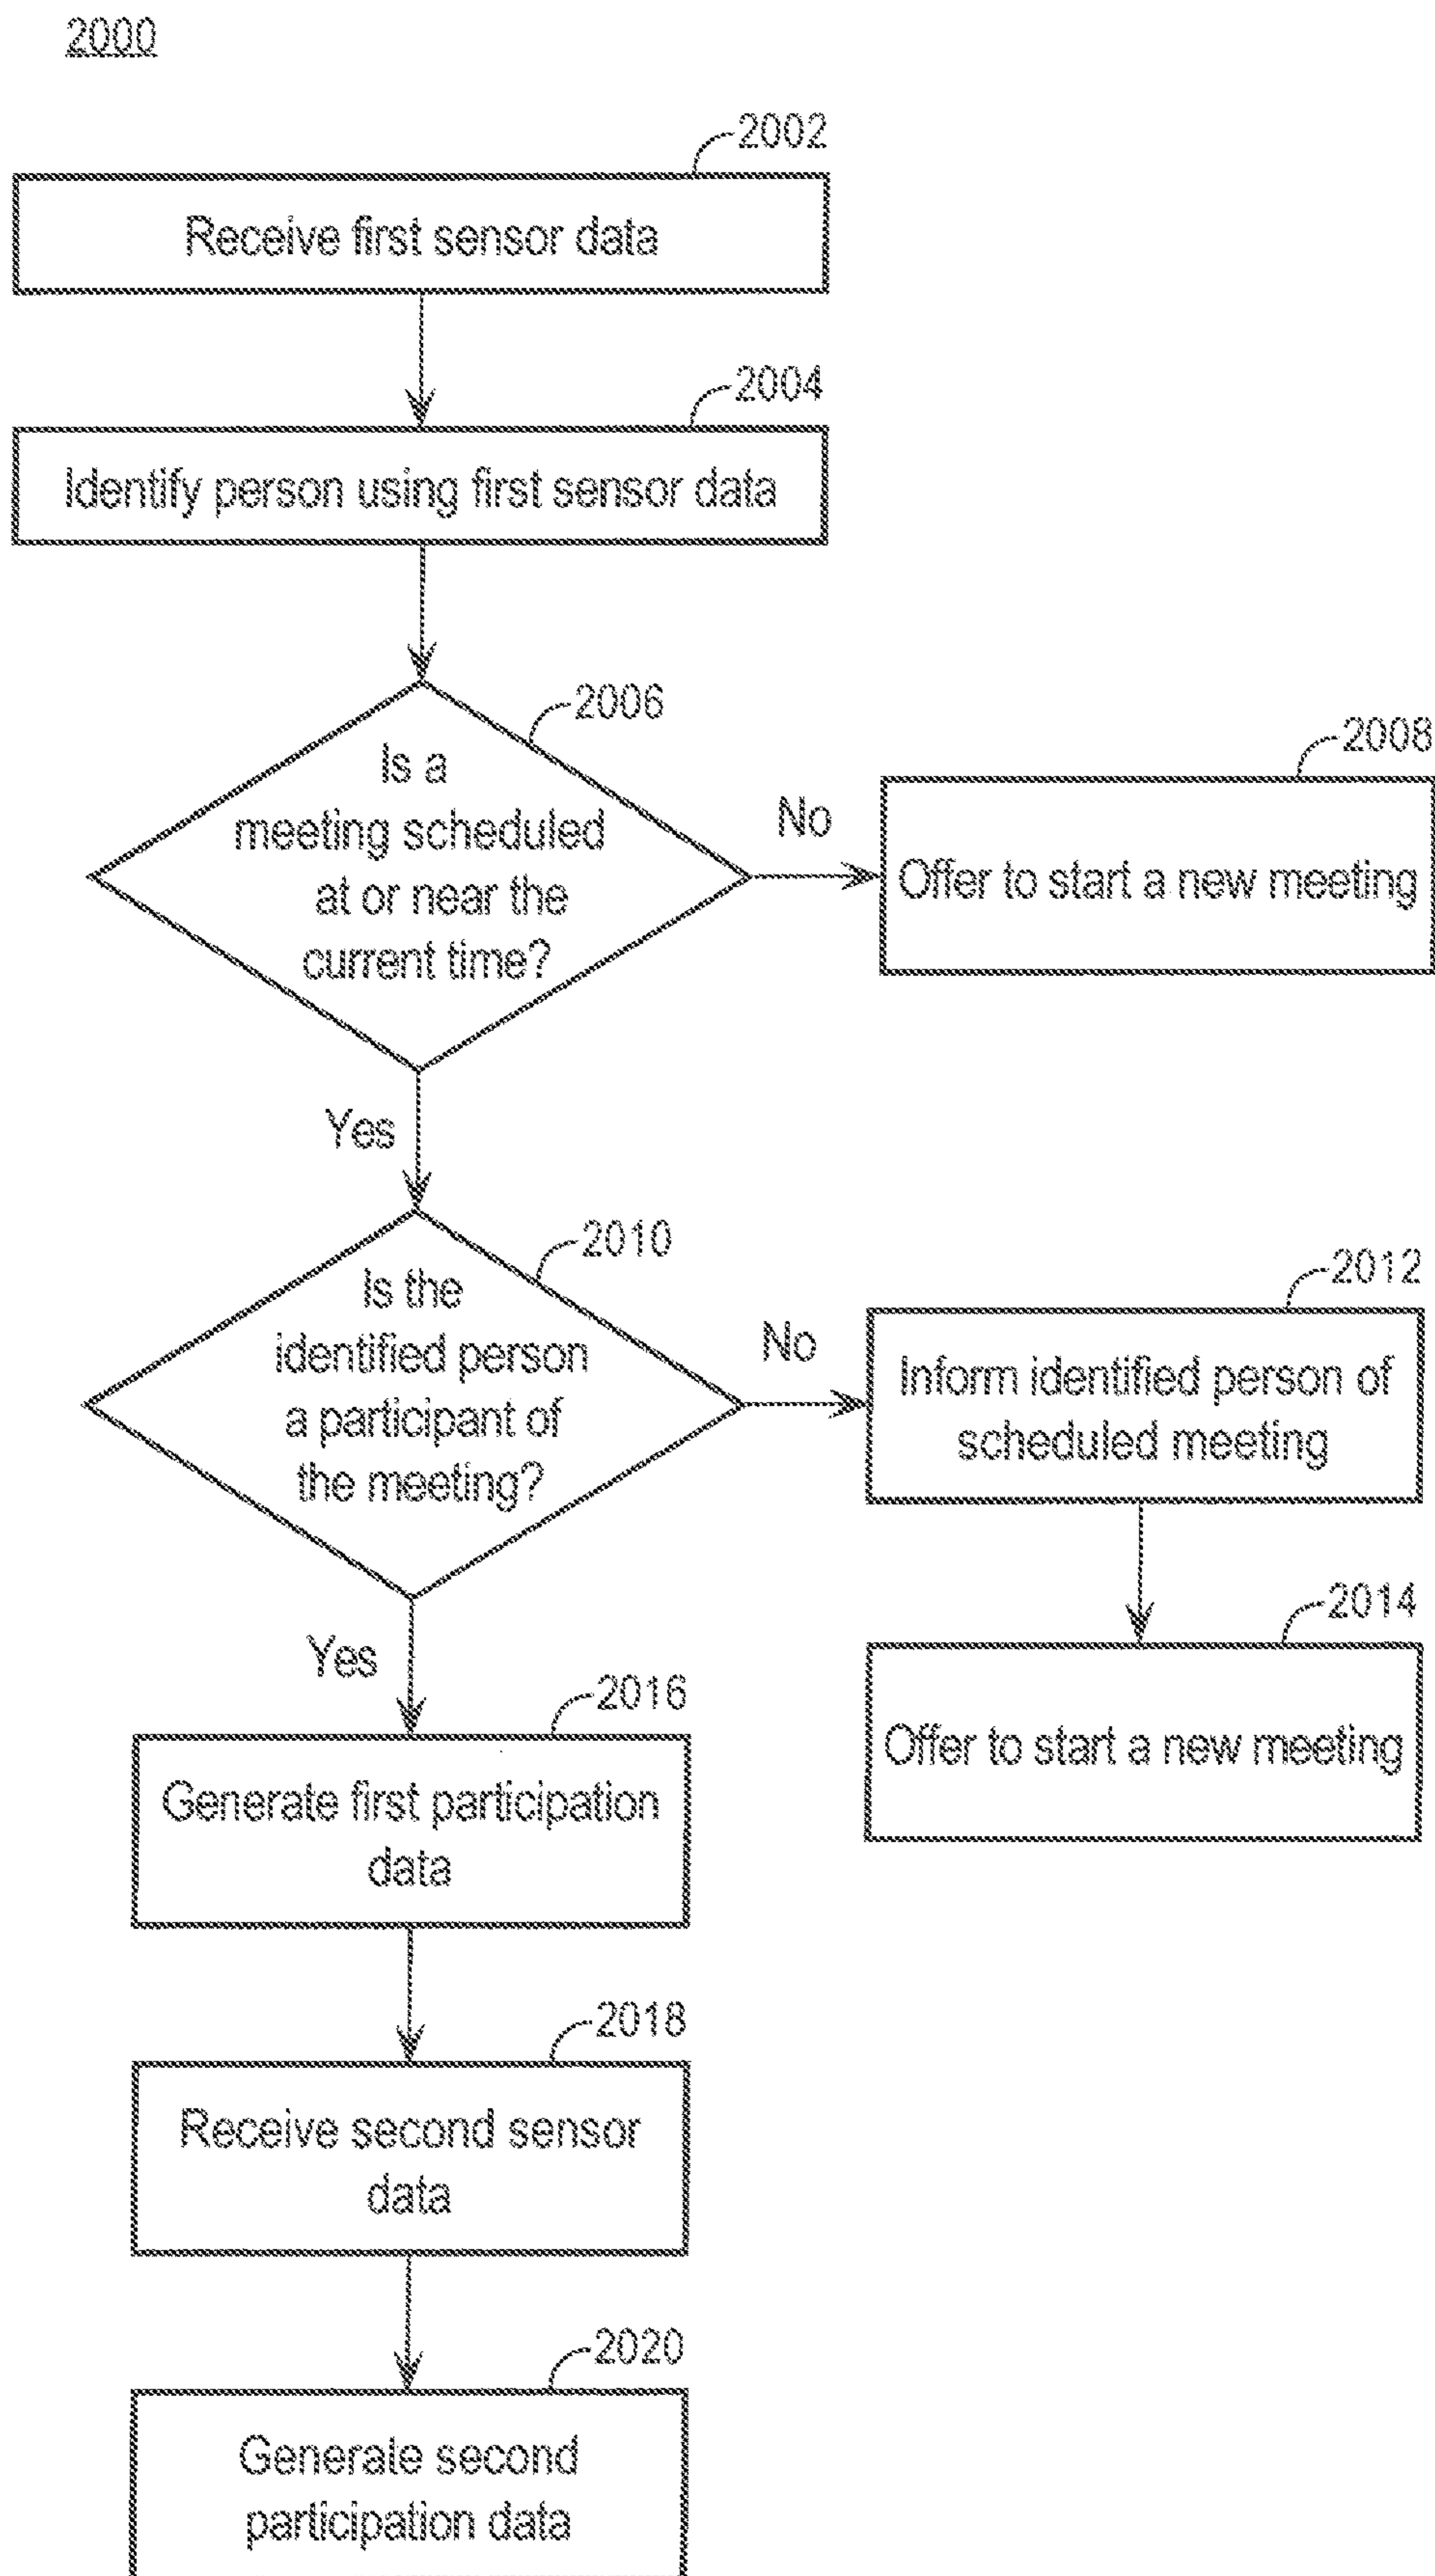 2000
2002
Receive first sensor data
2004
Identify person using first sensor data
2006
Is a
meeting scheduled
at or near the
current time?
No
2008
Offer to start a new meeting
Yes
2010
Is the
identified person
a participant of
the meeting?
No
2012
Inform identified person of
scheduled meeting
2014
Offer to start a new meeting
Yes
2016
Generate first participation
data
2018
Receive second sensor
data
2020
Generate second
participation data